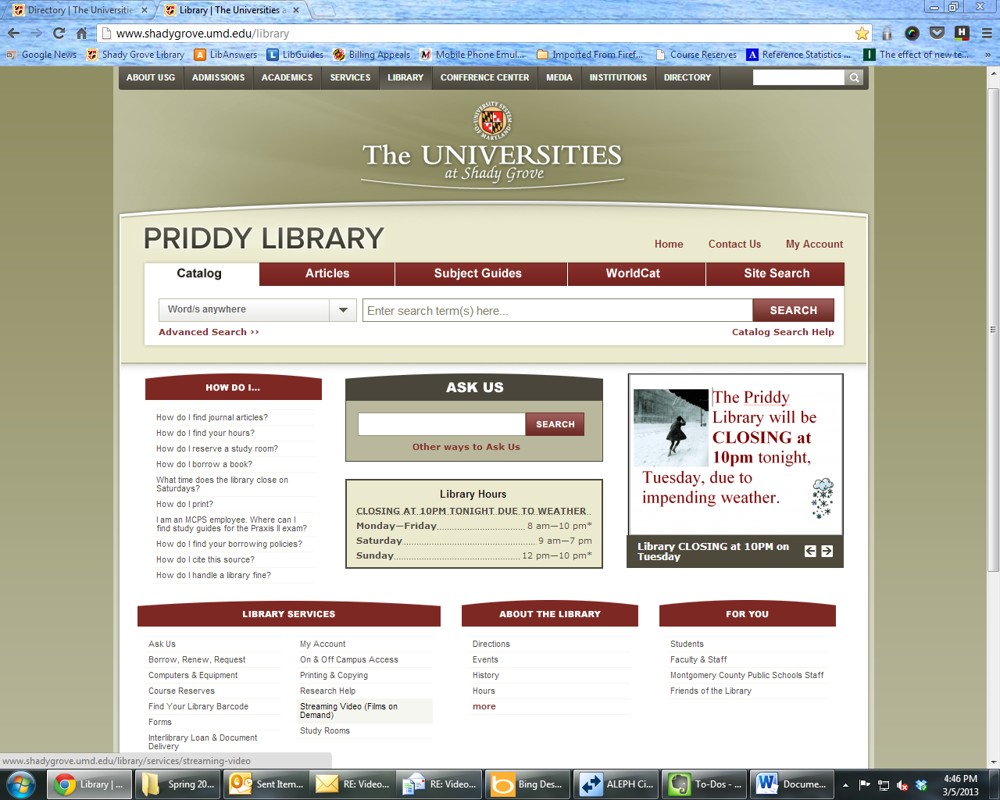 Directory | The Universitie
Library | The Universities a
www.shadygrove.umd.edu/library
Google News
Shady Grove Library
LibAnswers
LibGuides
Billing Appeals
Mobile Phone Emul...
Imported From Firef...
Course Reserves
Reference Statistics ...
The effect of new te...
»
ABOUT USG
ADMISSIONS
ACADEMICS
SERVICES
LIBRARY
CONFERENCE CENTER
MEDIA
INSTITUTIONS
DIRECTORY
UNIVERSITY SYSTEM
OF MARYLAND
The UNIVERSITIES
at Shady Grove
PRIDDY LIBRARY
Home
Contact Us
My Account
Catalog
Articles
Subject Guides
WorldCat
Site Search
Word/s anywhere
Enter search term(s) here...
SEARCH
Advanced Search ››
Catalog Search Help
HOW DO I...
How do I find journal articles?
How do I find your hours?
How do I reserve a study room?
How do I borrow a book?
What time does the library close on
Saturdays?
How do I print?
I am an MCPS employee. Where can I
find study guides for the Praxis II exam?
How do I find your borrowing policies?
How do I cite this source?
How do I handle a library fine?
ASK US
SEARCH
Other ways to Ask Us
Library Hours
CLOSING AT 10PM TONIGHT DUE TO WEATHER
Monday—Friday 8 am—10 pm*
Saturday 9 am—7 pm
Sunday 12 pm—10 pm*
The Priddy
Library will be
CLOSING at
10pm tonight,
Tuesday, due to
impending weather.
Library CLOSING at 10PM on
Tuesday
LIBRARY SERVICES
Ask Us
Borrow, Renew, Request
Computers & Equipment
Course Reserves
Find Your Library Barcode
Forms
Interlibrary Loan & Document
Delivery
My Account
On & Off Campus Access
Printing & Copying
Research Help
Streaming Video (Films on
Demand)
Study Rooms
ABOUT THE LIBRARY
Directions
Events
History
Hours
more
FOR YOU
Students
Faculty & Staff
Montgomery County Public Schools Staff
Friends of the Library
www.shadygrove.umd.edu/library/services/streaming-video
Library | ...
Spring 20...
Sent Item...
RE: Video...
RE: Video...
Bing Des...
ALEPH Ci...
To-Dos - ...
Docume...
4:46 PM
3/5/2013